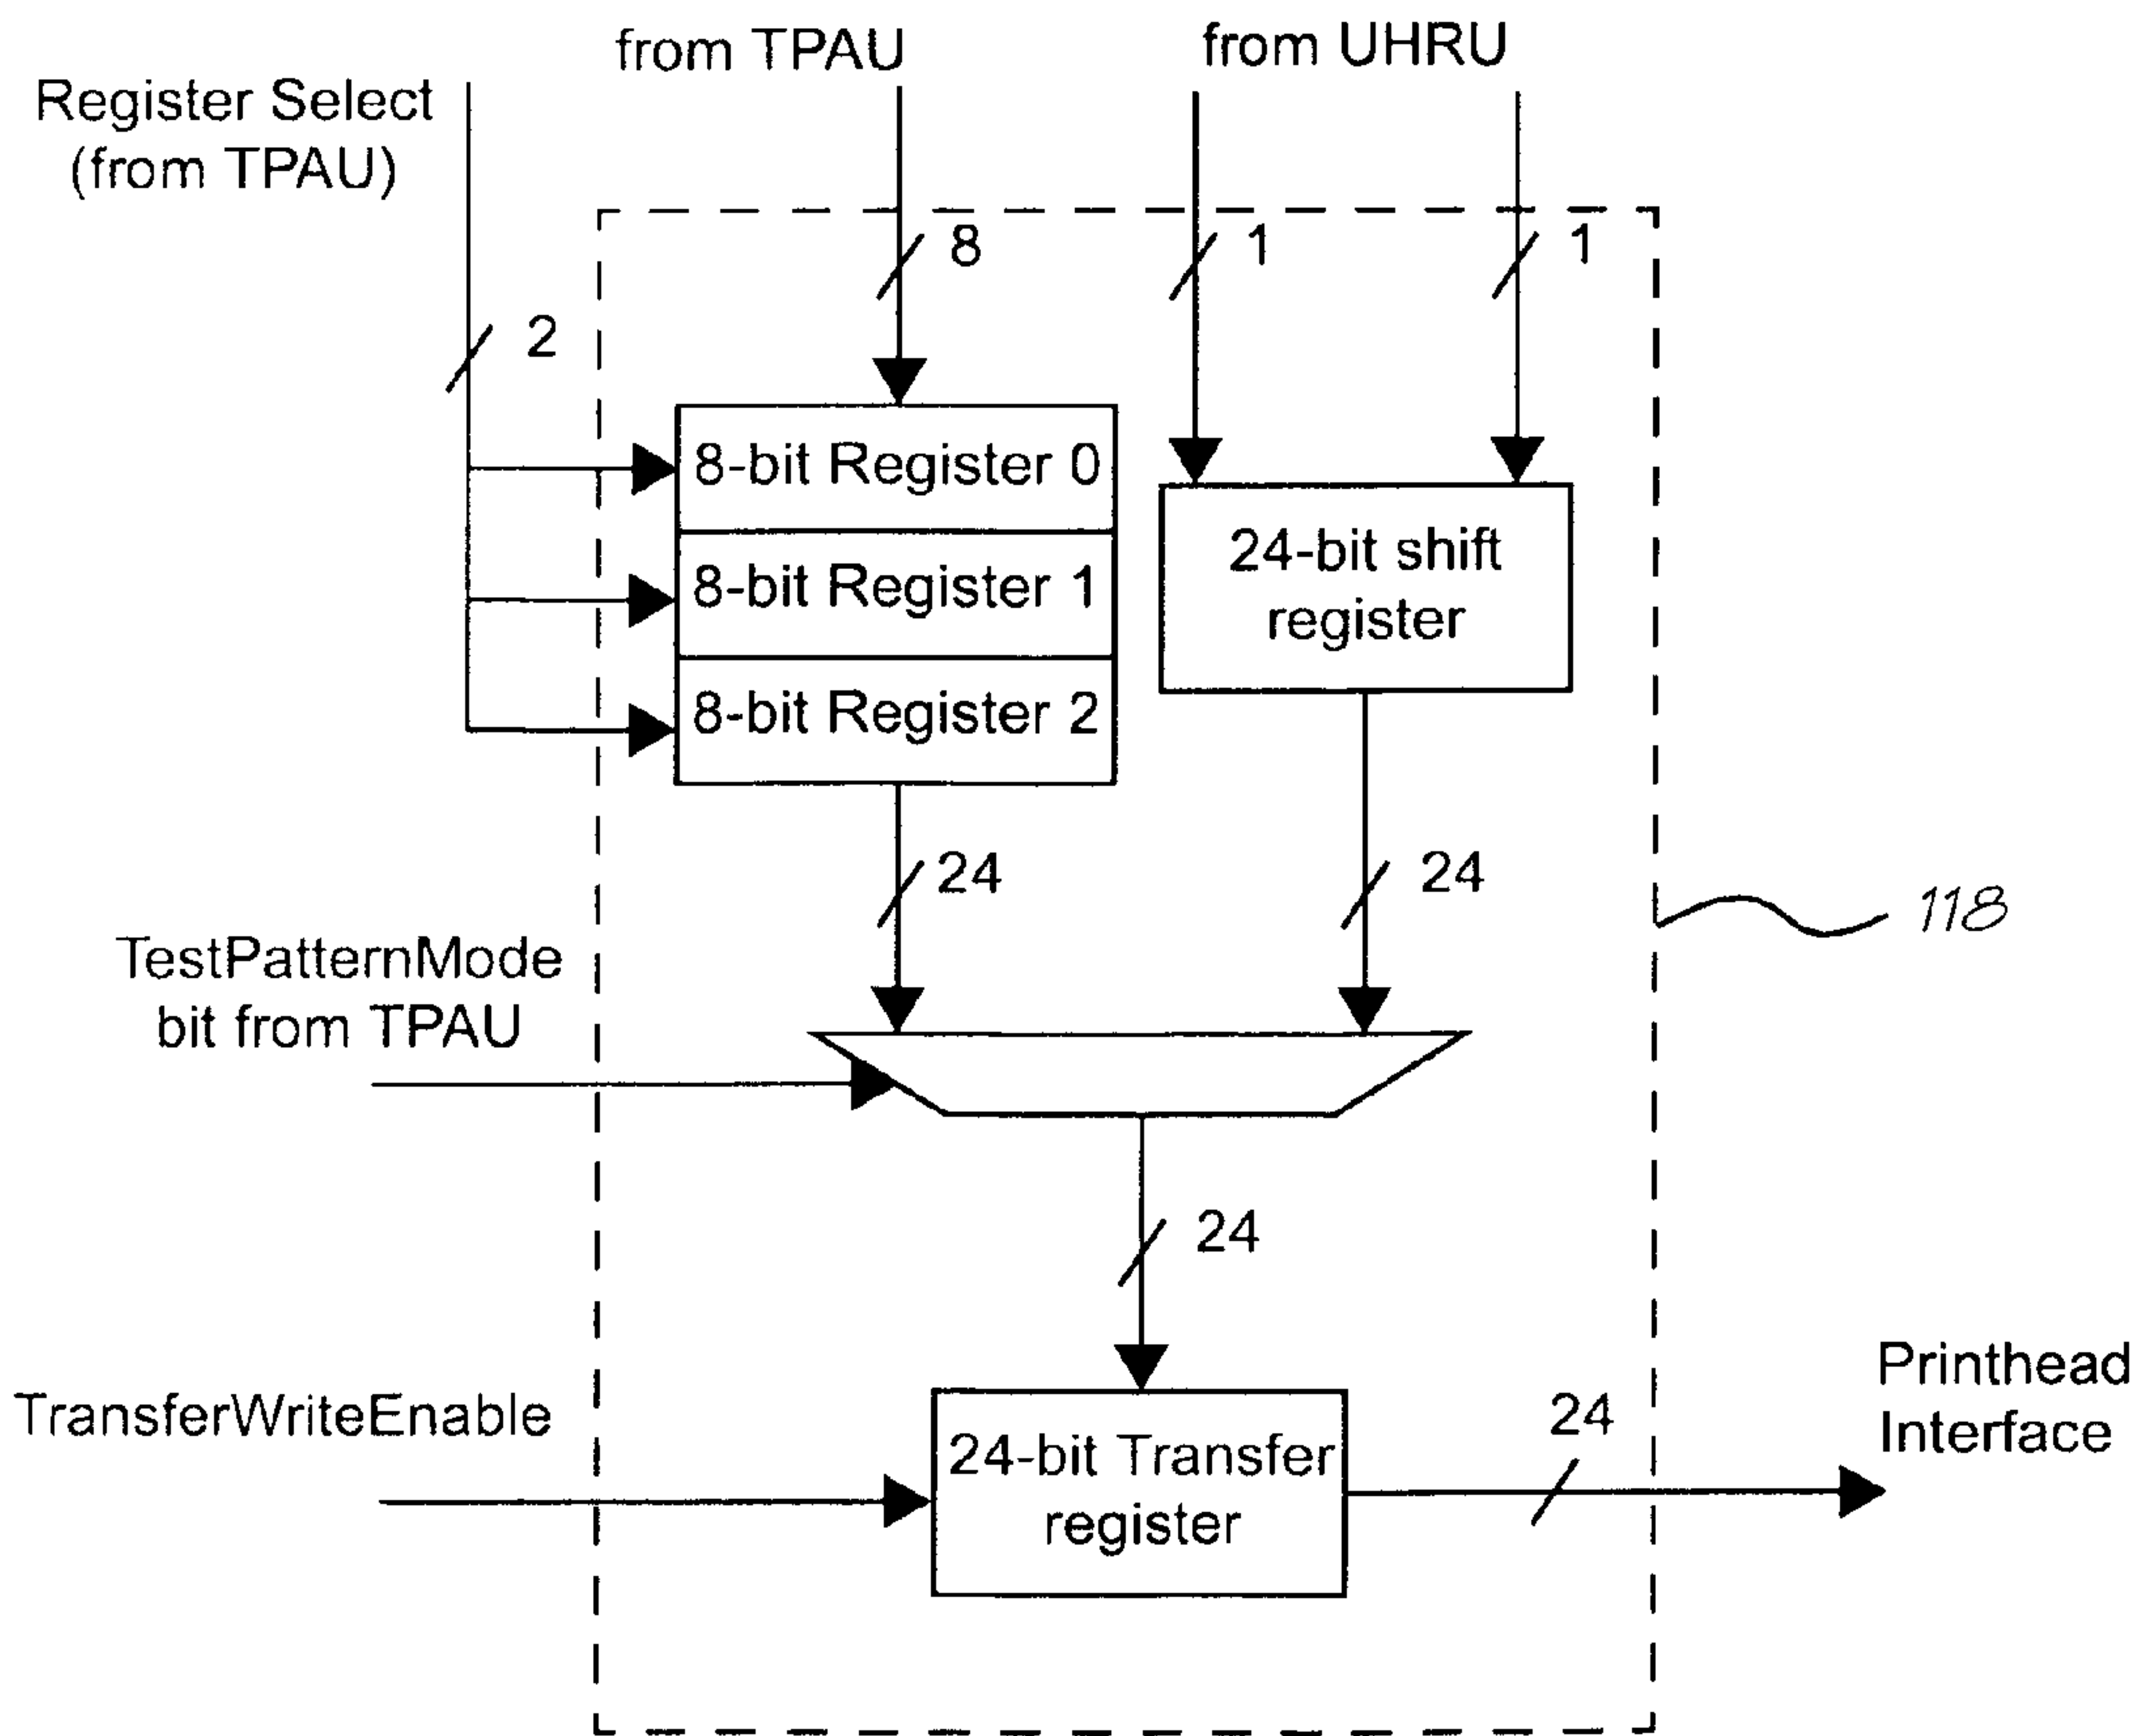 from TPAU
from UHRU
Register Select
(from TPAU)
8
1
1
2
8-bit Register 0
8-bit Register 1
8-bit Register 2
24-bit shift
register
24
24
118
TestPatternMode
bit from TPAU
24
TransferWriteEnable
24-bit Transfer
register
24
Printhead
Interface